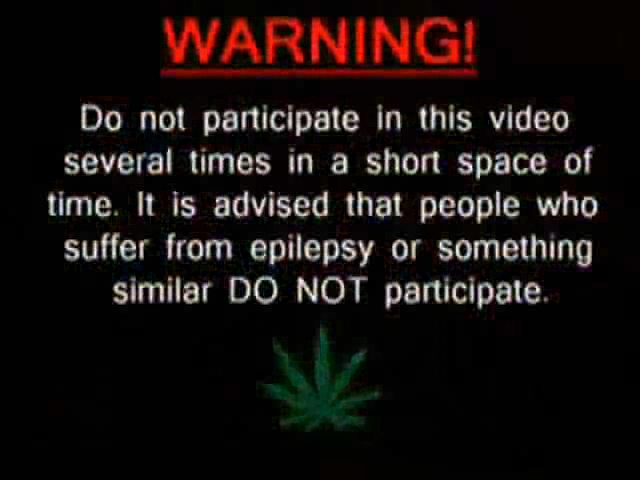 WARNING!
Do not participate in this video
several times in a short space of
time. It is advised that people who
suffer from epilepsy or something
similar DO NOT participate.